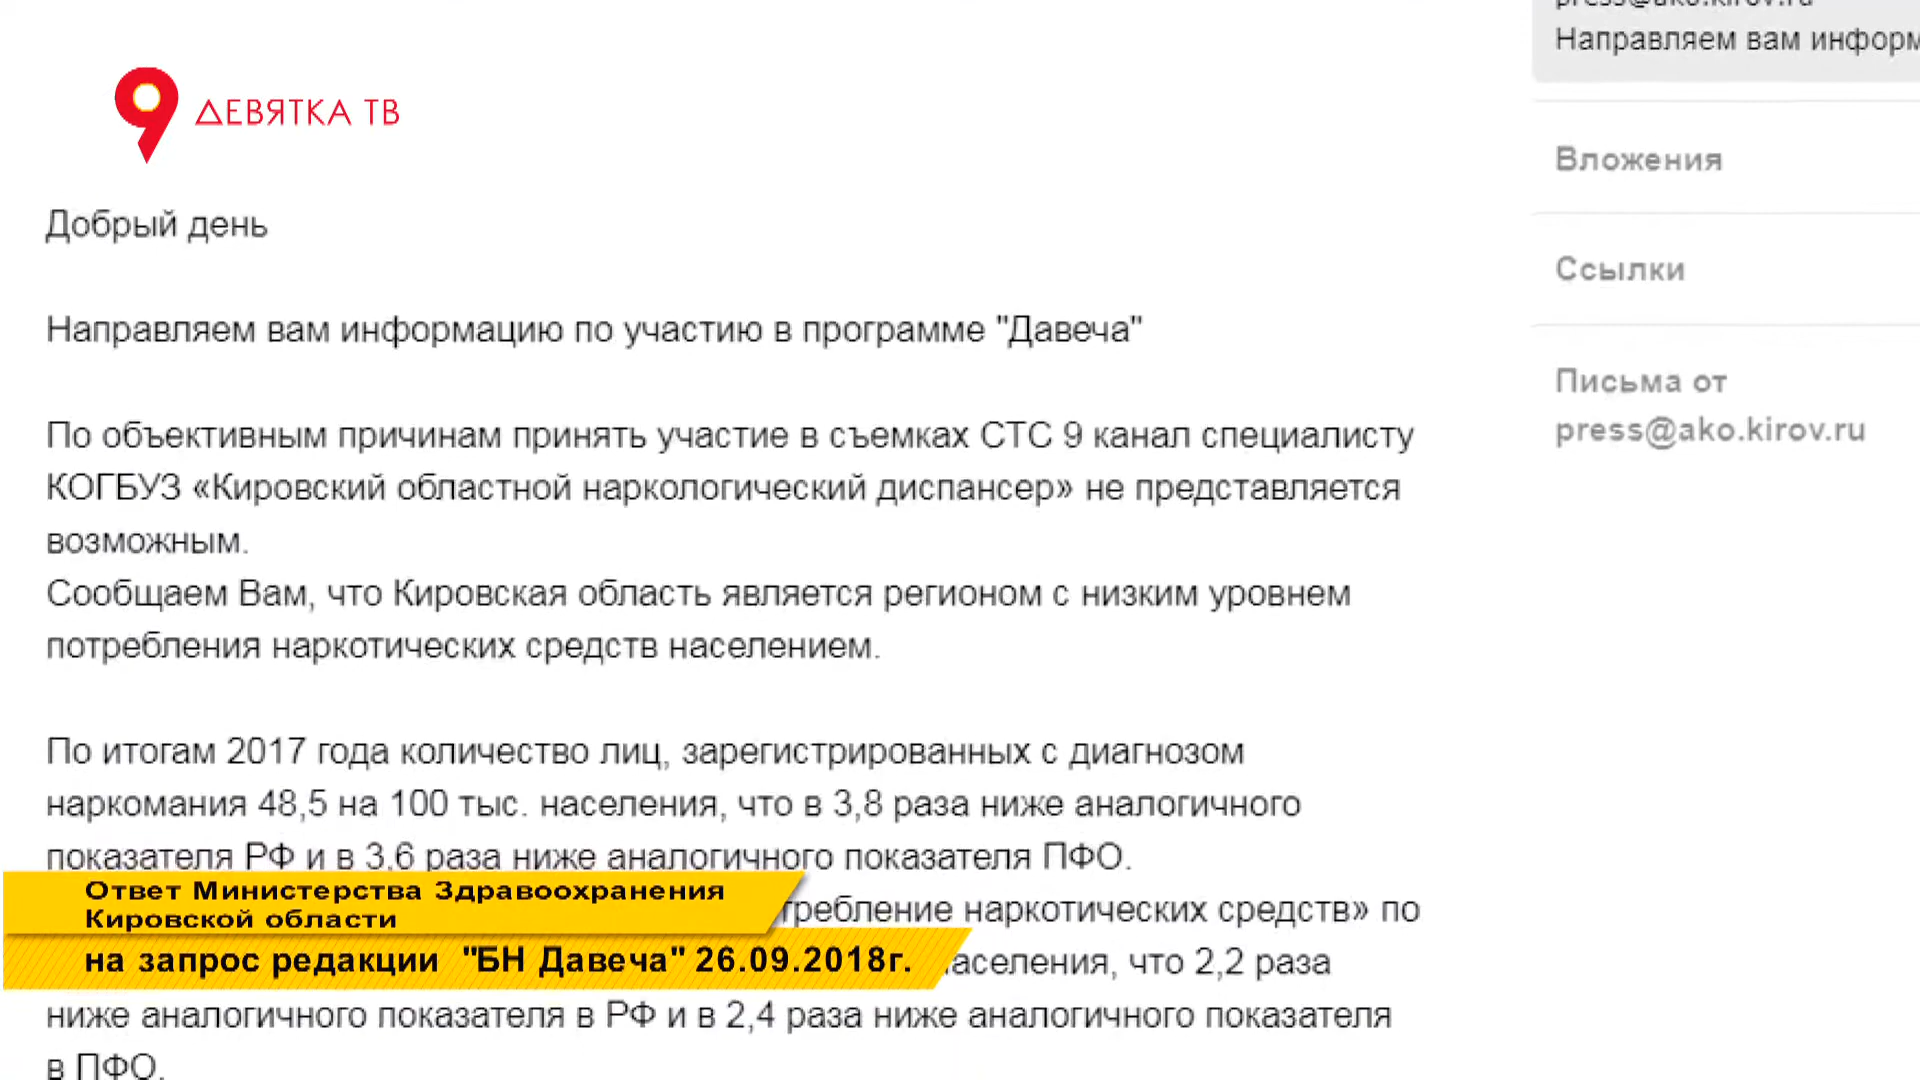 press@ako.kirov.ru
Направляем вам
Вложения
Ссылки
Письма от
press@ako.kirov.ru
ДЕВЯТКА ТВ
Добрый день
Направляем вам информацию по участию в программе "Давеча"
По объективным причинам принять участие в съемках СТС 9 канал специалисту
КОГБУЗ «Кировский областной наркологический диспансер» не представляется
возможным.
Сообщаем Вам, что Кировская область является регионом с низким уровнем
потребления наркотических средств населением.
По итогам 2017 года количество лиц, зарегистрированных с диагнозом
наркомания 48,5 на 100 тыс. населения, что в 3,8 раза ниже аналогичного
показателя РФ и в 3,6 раза ниже аналогичного показателя ПФО.
наркотических средств» по
что 2,2 раза
ниже аналогичного показателя в РФ и в 2,4 раза ниже аналогичного показателя
в ПФО.
Ответ Министерства Здравоохранения
Кировской области
на запрос редакции "БН Давеча" 26.09.2018г.